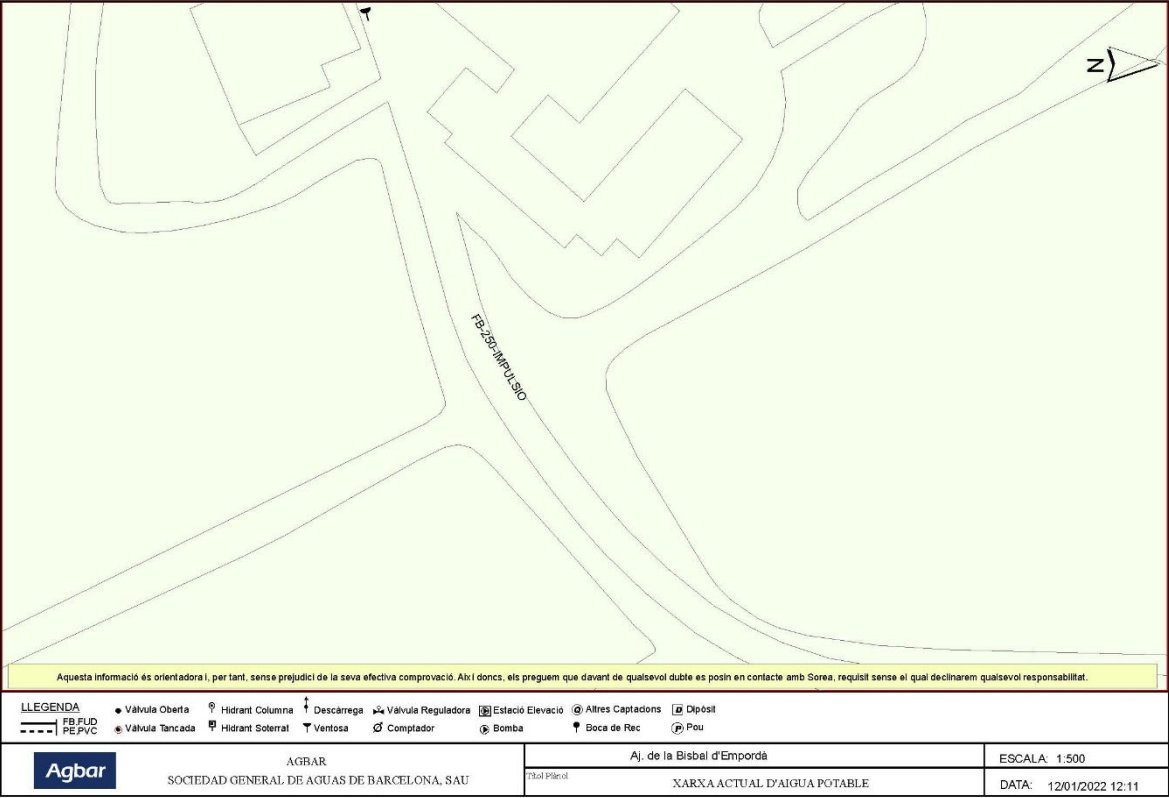 N
FB-250-IMPULSIO
Aquesta informació és orientadora i, per tant, sense prejudici de la seva efectiva comprovació. Així doncs, els preguem que davant de qualsevol dubte es posin en contacte amb Sorea, requisit sense el qual declinarem qualsevol responsabilitat.
LLEGENDA
FB.FUD
PE.PVC
Vàlvula Oberta
Hidrant Columna
Descàrrega
Vàlvula Reguladora
Estació Elevació
Altres Captacions
Dipòsit
Vàlvula Tancada
Hidrant Soterrat
Ventosa
Comptador
Bomba
Boca de Rec
Pou
Agbar
AGBAR
SOCIEDAD GENERAL DE AGUAS DE BARCELONA, SAU
Aj. de la Bisbal d'Empordà
Títol Plànol
XARXA ACTUAL D'AIGUA POTABLE
ESCALA: 1:500
DATA: 12/01/2022 12:11